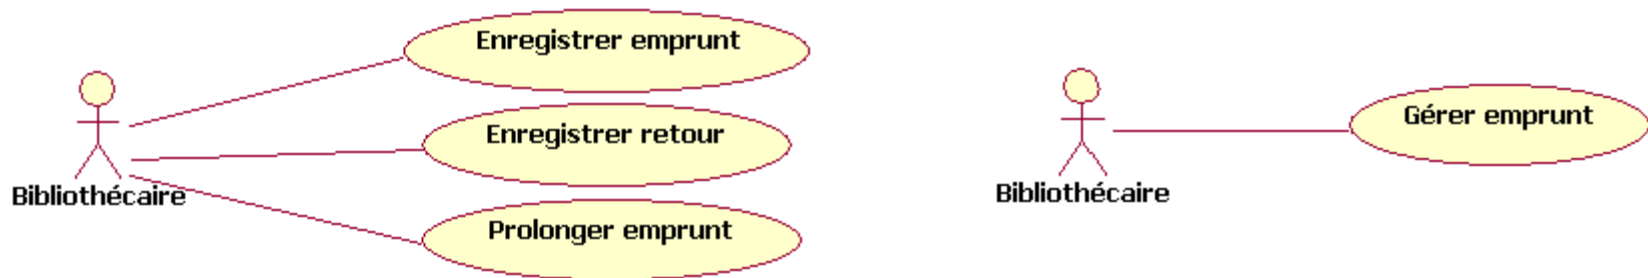 Enregistrer emprunt
Enregistrer retour
Bibliothécaire
Prolonger emprunt
Gérer emprunt
Bibliothécaire